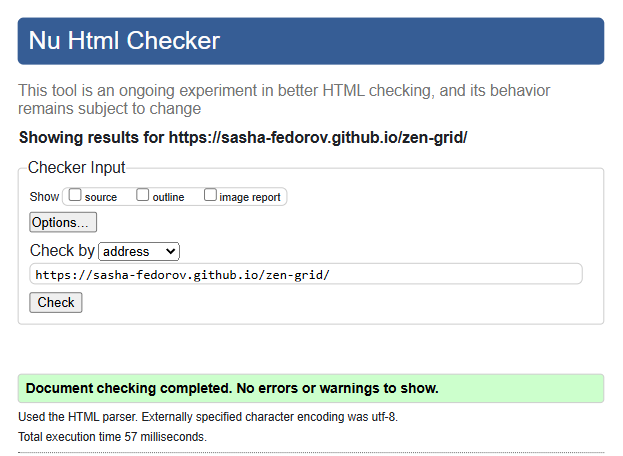 Nu Html Checker
This tool is an ongoing experiment in better HTML checking, and its behavior
remains subject to change
Showing results for https://sasha-fedorov.github.io/zen-grid/
Checker Input
Show source outline image report
Options...
Check by address
https://sasha-fedorov.github.io/zen-grid/
Check
Document checking completed. No errors or warnings to show.
Used the HTML parser. Externally specified character encoding was utf-8.
Total execution time 57 milliseconds.